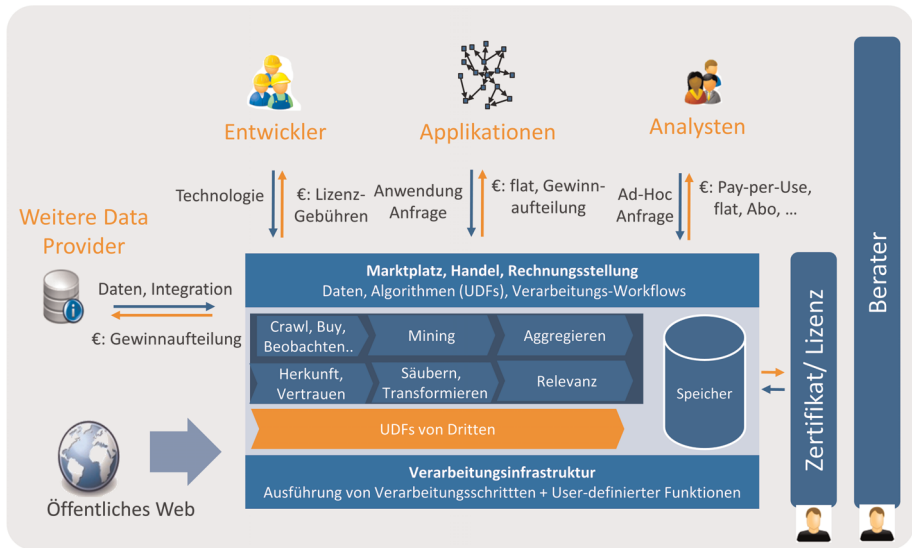 Entwickler
Applikationen
Analysten
Technologie
€: Lizenz-
Gebühren
Anwendung
Anfrage
€: flat, Gewinn-
aufteilung
Ad-Hoc
Anfrage
€: Pay-per-Use,
flat, Abo, ...
Weitere Data
Provider
Daten, Integration
€: Gewinnaufteilung
Öffentliches Web
Marktplatz, Handel, Rechnungsstellung
Daten, Algorithmen (UDFs), Verarbeitungs-Workflows
Crawl, Buy,
Beobachten..
Mining
Aggregieren
Herkunft,
Vertrauen
Säubern,
Transformieren
Relevanz
UDFs von Dritten
Speicher
Verarbeitungsinfrastruktur
Ausführung von Verarbeitungsschrittten + User-definierter Funktionen
Zertifikat/ Lizenz
Berater